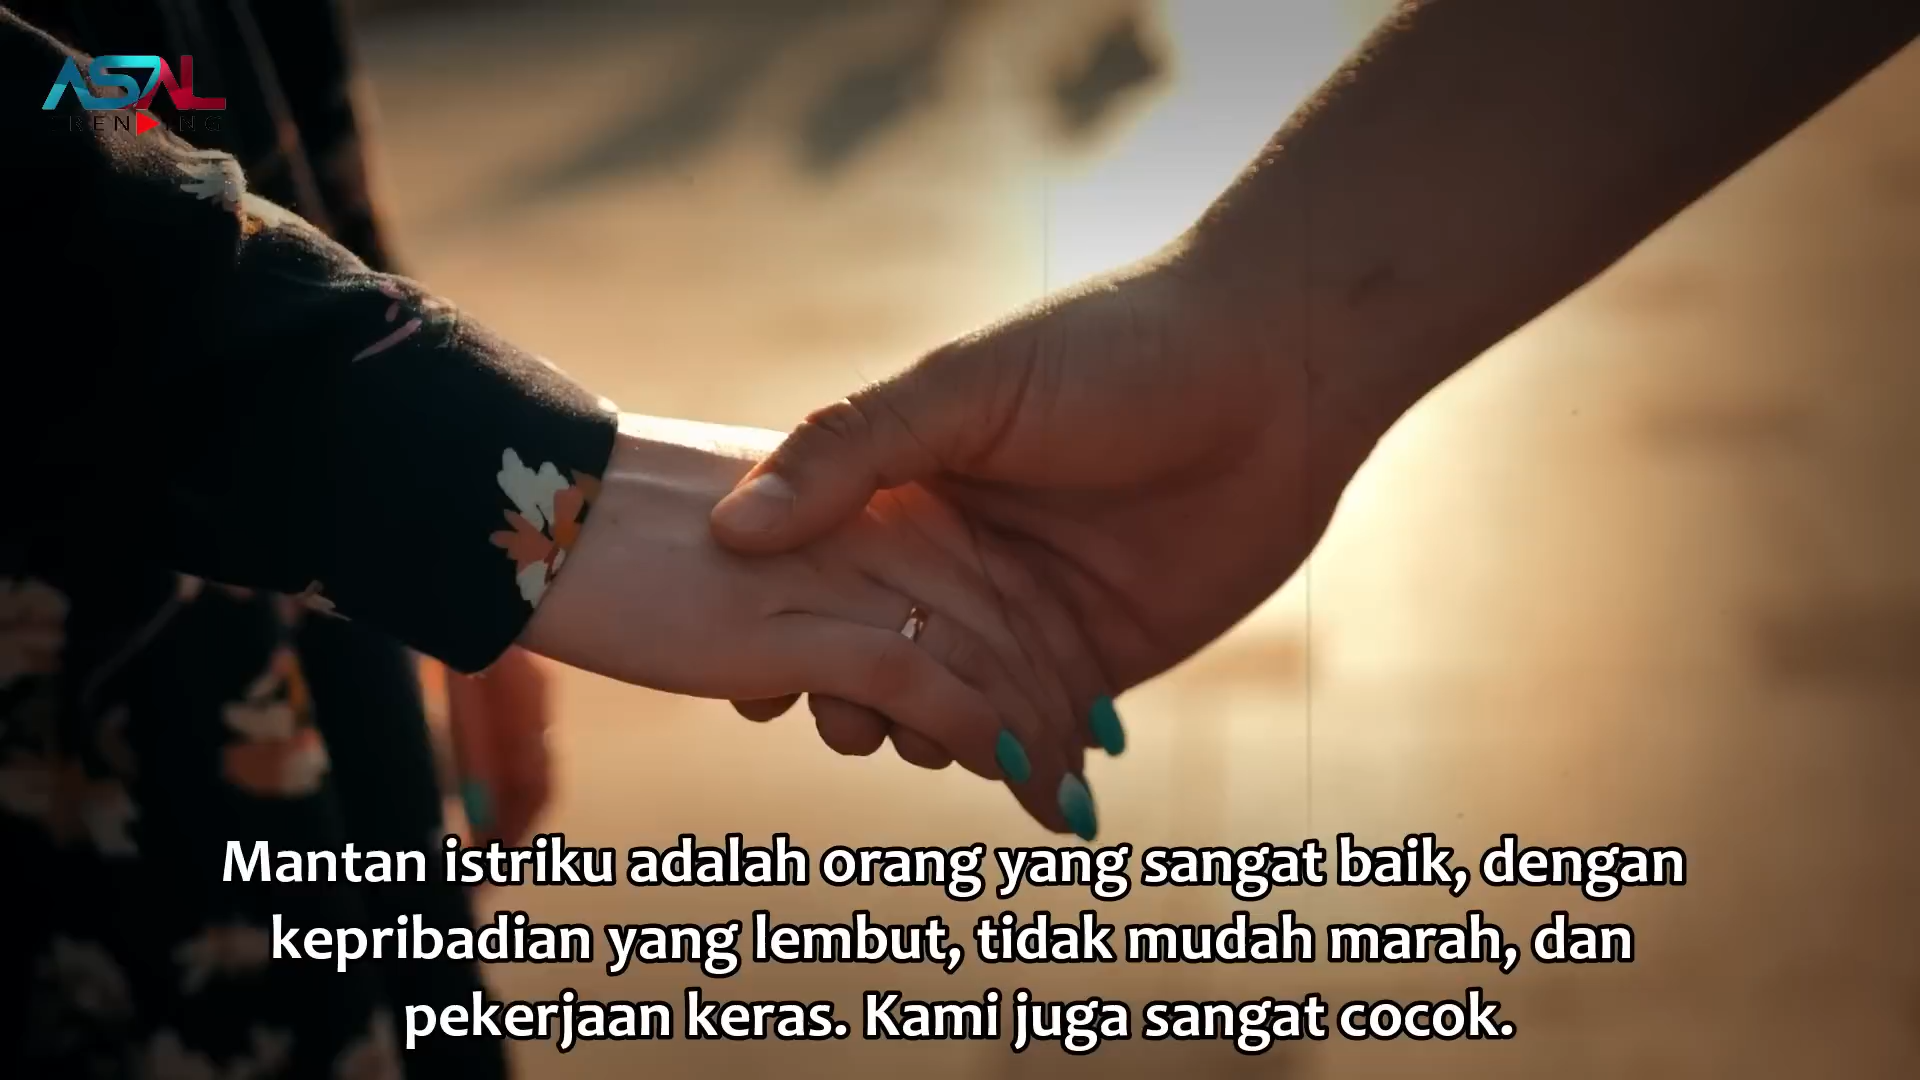 ASAL
TRENDING
Mantan istriku adalah orang yang sangat baik, dengan
kepribadian yang lembut, tidak mudah marah, dan
pekerjaan keras. Kami juga sangat cocok.